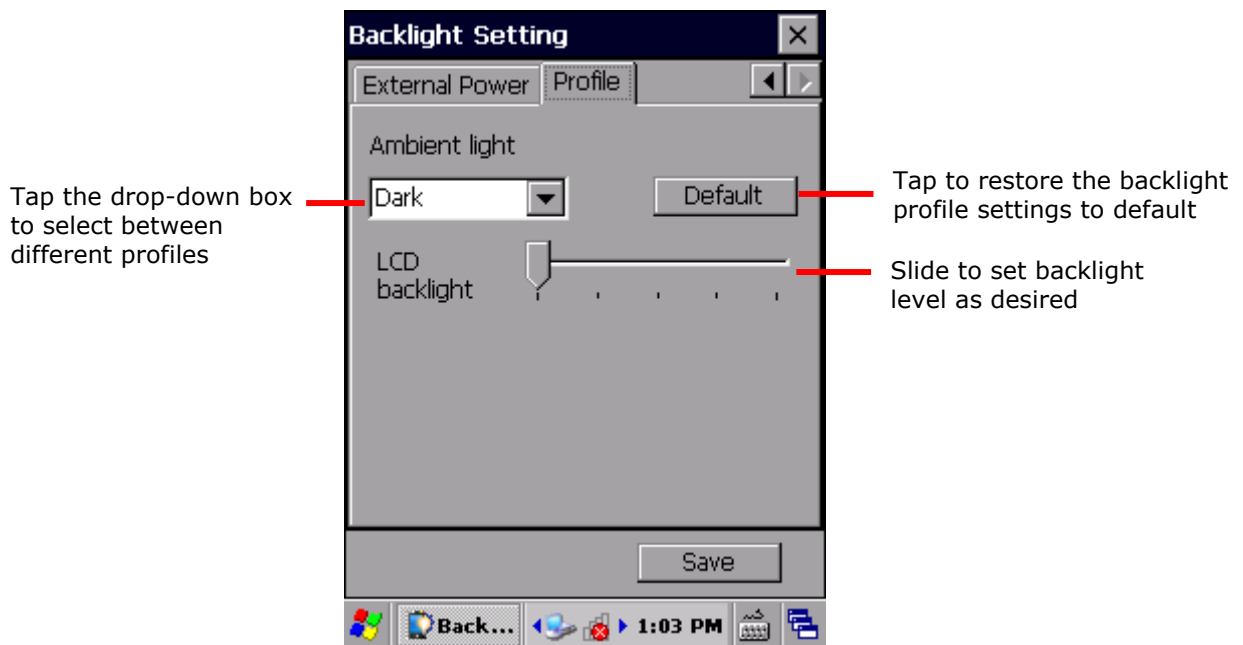 Backlight Setting
External Power
Profile
Ambient light
Tap the drop-down box
to select between
different profiles
Dark
Default
Tap to restore the backlight
profile settings to default
LCD
backlight
Slide to set backlight
level as desired
Save
Back...
1:03 PM